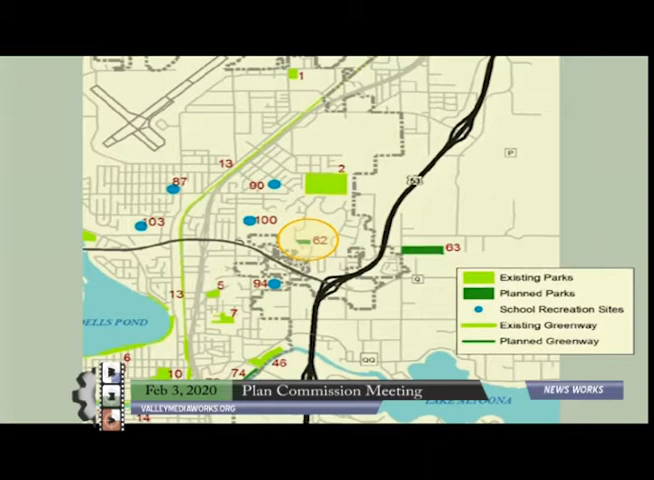 1
13
2
87
90
P
53
103
100
62
63
Q
94
Existing Parks
Planned Parks
School Recreation Sites
Existing Greenway
Planned Greenway
13
5
7
DELLS POND
6
46
QQ
10
74
Feb 3, 2020 Plan Commission Meeting
NEWS WORKS
LAKE ALTOONA
VALLEYMEDIAWORKS.ORG
14